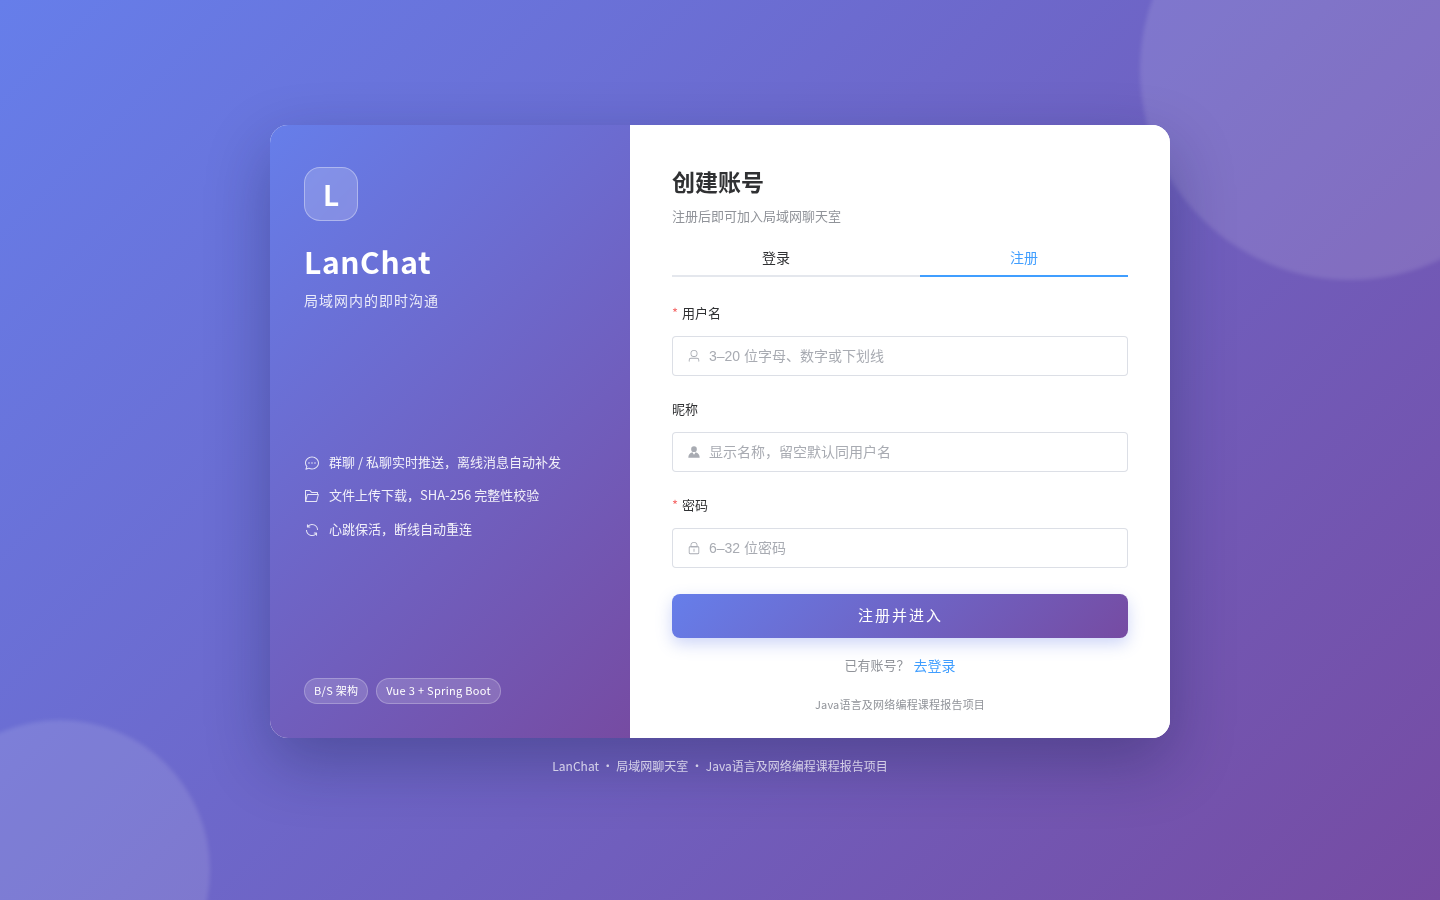 L
LanChat
局域网内的即时沟通
群聊 / 私聊实时推送，离线消息自动补发
文件上传下载，SHA-256 完整性校验
心跳保活，断线自动重连
B/S 架构
Vue 3 + Spring Boot
创建账号
注册后即可加入局域网聊天室
登录
注册
* 用户名
3–20 位字母、数字或下划线
昵称
显示名称，留空默认同用户名
* 密码
6–32 位密码
注册并进入
已有账号？ 去登录
Java语言及网络编程课程报告项目
LanChat · 局域网聊天室 · Java语言及网络编程课程报告项目